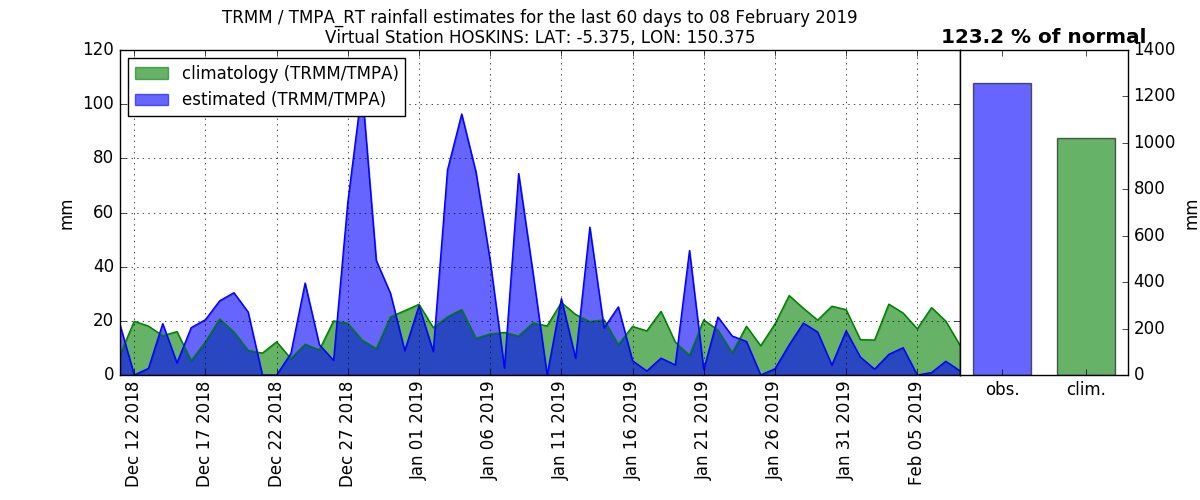 TRMM / TMPA_RT rainfall estimates for the last 60 days to 08 February 2019
Virtual Station HOSKINS: LAT: -5.375, LON: 150.375
123.2 % of normal
climatology (TRMM/TMPA)
estimated (TRMM/TMPA)
mm
120
100
80
60
40
20
0
Dec 12 2018
Dec 17 2018
Dec 22 2018
Dec 27 2018
Jan 01 2019
Jan 06 2019
Jan 11 2019
Jan 16 2019
Jan 21 2019
Jan 26 2019
Jan 31 2019
Feb 05 2019
obs.
clim.
1400
1200
1000
800
600
400
200
0
mm